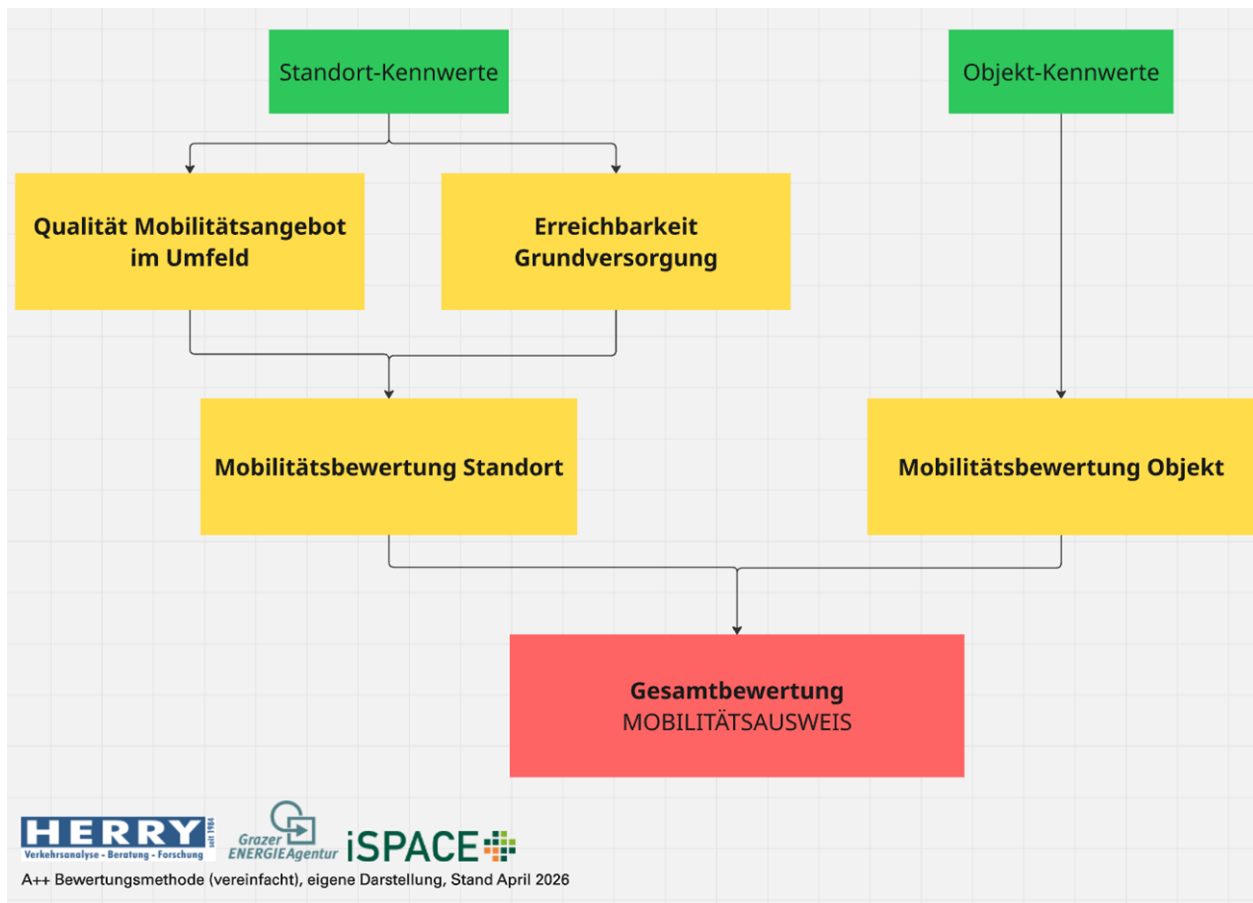 Standort-Kennwerte
Objekt-Kennwerte
Qualität Mobilitätsangebot
im Umfeld
Erreichbarkeit
Grundversorgung
Mobilitätsbewertung Standort
Mobilitätsbewertung Objekt
Gesamtbewertung
MOBILITÄTSAUSWEIS
HERRY
seit 1984
Verkehrsanalyse - Beratung - Forschung
Grazer
ENERGIEAgentur
iSPACE
A++ Bewertungsmethode (vereinfacht), eigene Darstellung, Stand April 2026